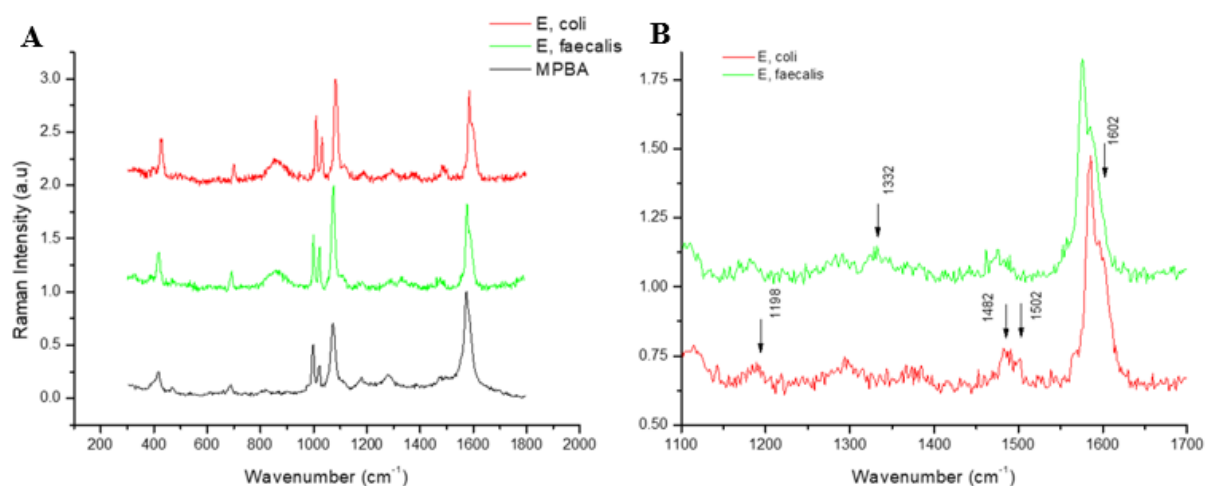 A
E, coli
E, faecalis
MPBA
3.0
2.5
2.0
1.5
1.0
0.5
0.0
Raman Intensity (a.u)
200 400 600 800 1000 1200 1400 1600 1800 2000
Wavenumber (cm-1)
B
E, coli
E, faecalis
1.75
1.50
1.25
1.00
0.75
0.50
1602
1332
1198
1482
1502
1100 1200 1300 1400 1500 1600 1700
Wavenumber (cm-1)